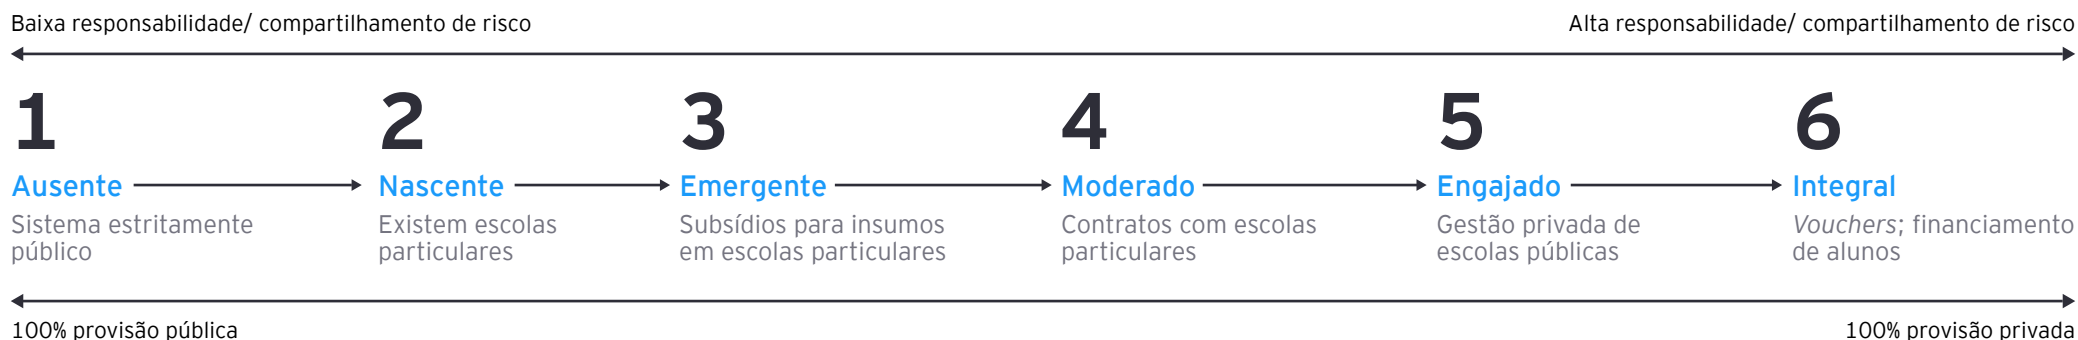 Baixa responsabilidade/ compartilhamento de risco
Alta responsabilidade/ compartilhamento de risco
1
Ausente
Sistema estritamente
público
2
Nascente
Existem escolas
particulares
3
Emergente
Subsídios para insumos
em escolas particulares
4
Moderado
Contratos com escolas
particulares
5
Engajado
Gestão privada de
escolas públicas
6
Integral
Vouchers; financiamento
de alunos
100% provisão pública
100% provisão privada